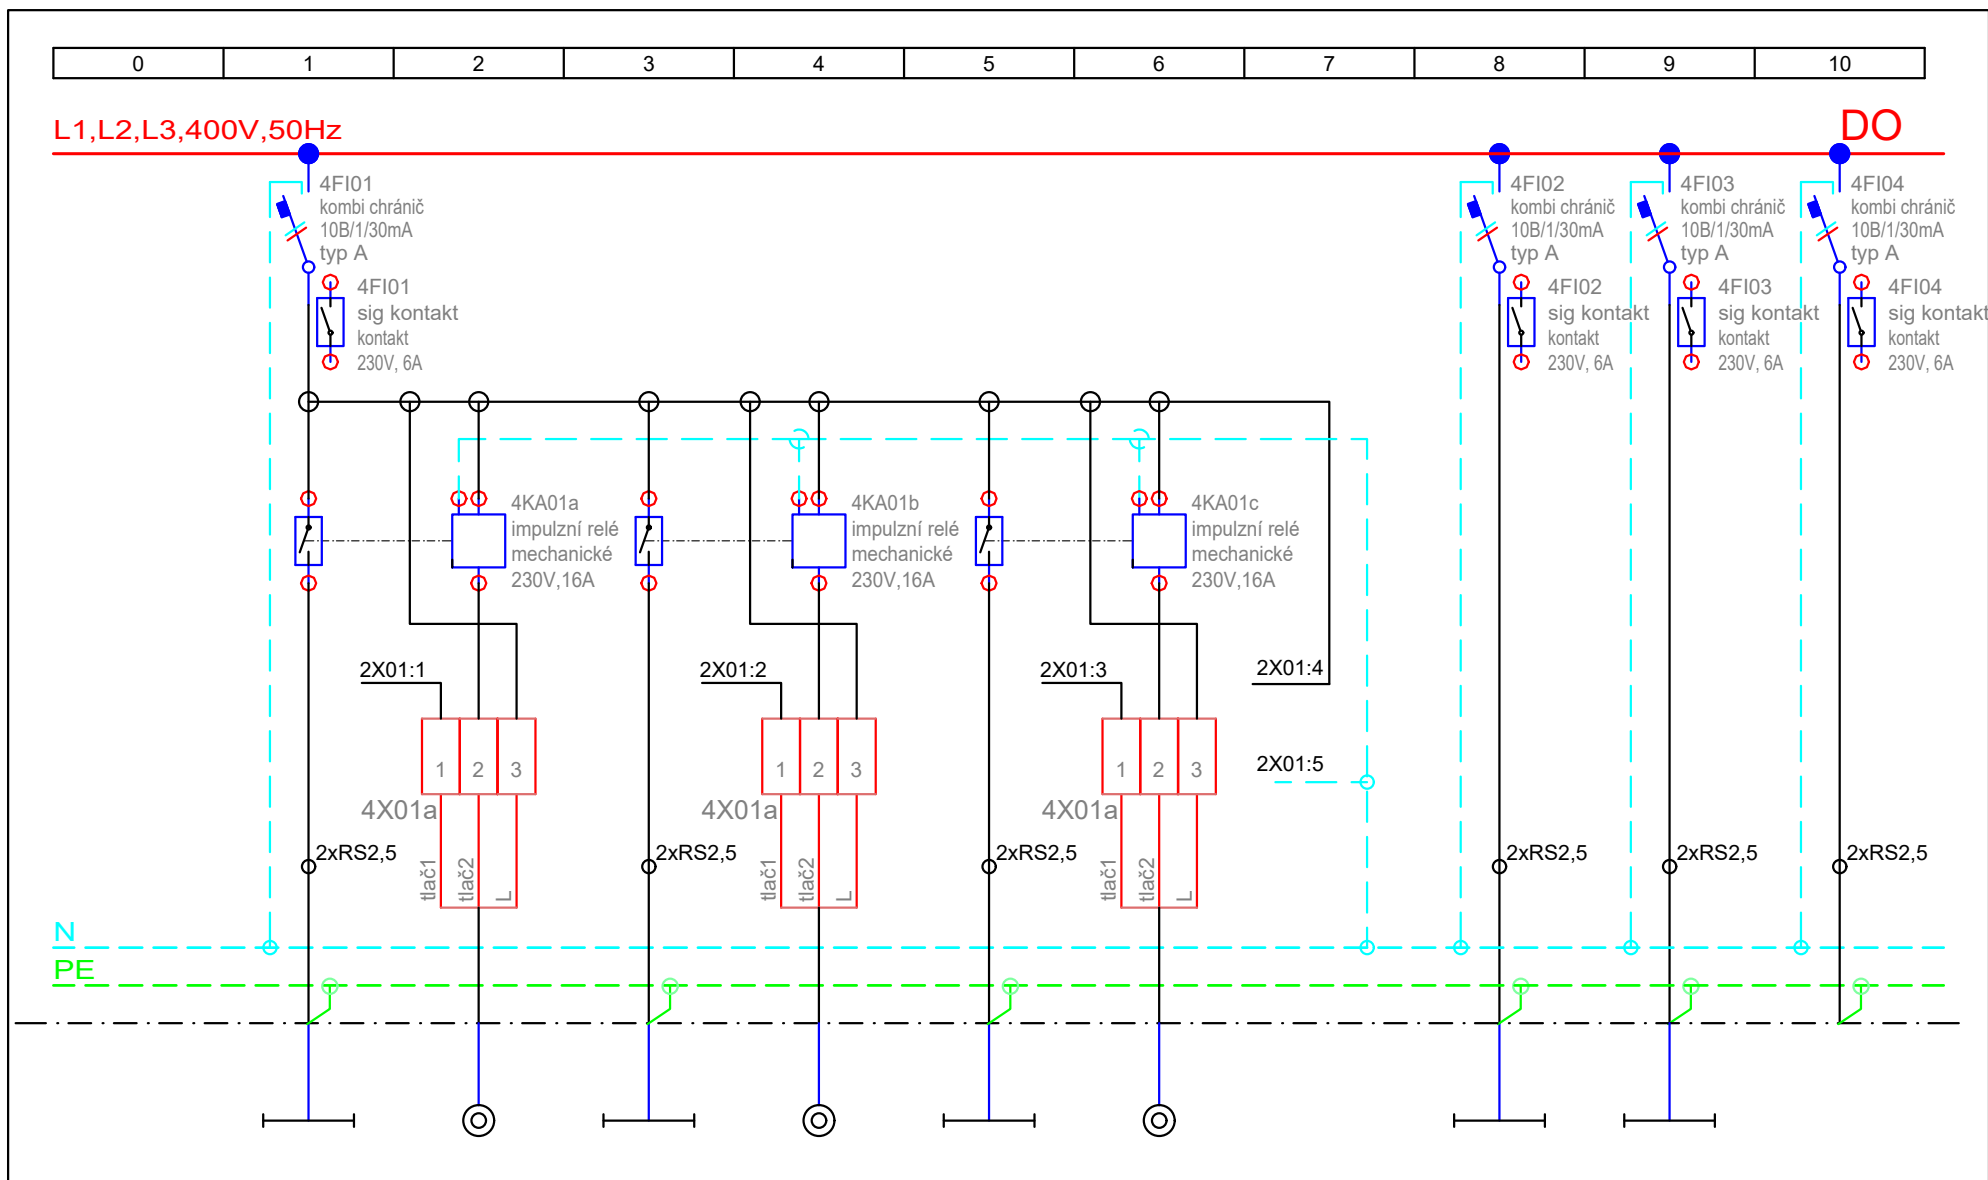 0 1 2 3 4 5 6 7 8 9 10
L1,L2,L3,400V,50Hz
DO
4FI01
kombi chránič
10B/1/30mA
typ A
4FI01
sig kontakt
kontakt
230V, 6A
4FI02
kombi chránič
10B/1/30mA
typ A
4FI02
sig kontakt
kontakt
230V, 6A
4FI03
kombi chránič
10B/1/30mA
typ A
4FI03
sig kontakt
kontakt
230V, 6A
4FI04
kombi chránič
10B/1/30mA
typ A
4FI04
sig kontakt
kontakt
230V, 6A
4KA01a
impulzní relé
mechanické
230V,16A
4KA01b
impulzní relé
mechanické
230V,16A
4KA01c
impulzní relé
mechanické
230V,16A
2X01:1
2X01:2
2X01:3
2X01:4
1 2 3
1 2 3
1 2 3
2X01:5
4X01a
4X01a
4X01a
2xRS2,5
tlač1
tlač2
L
2xRS2,5
tlač1
tlač2
L
2xRS2,5
tlač1
tlač2
L
2xRS2,5
2xRS2,5
2xRS2,5
N
PE